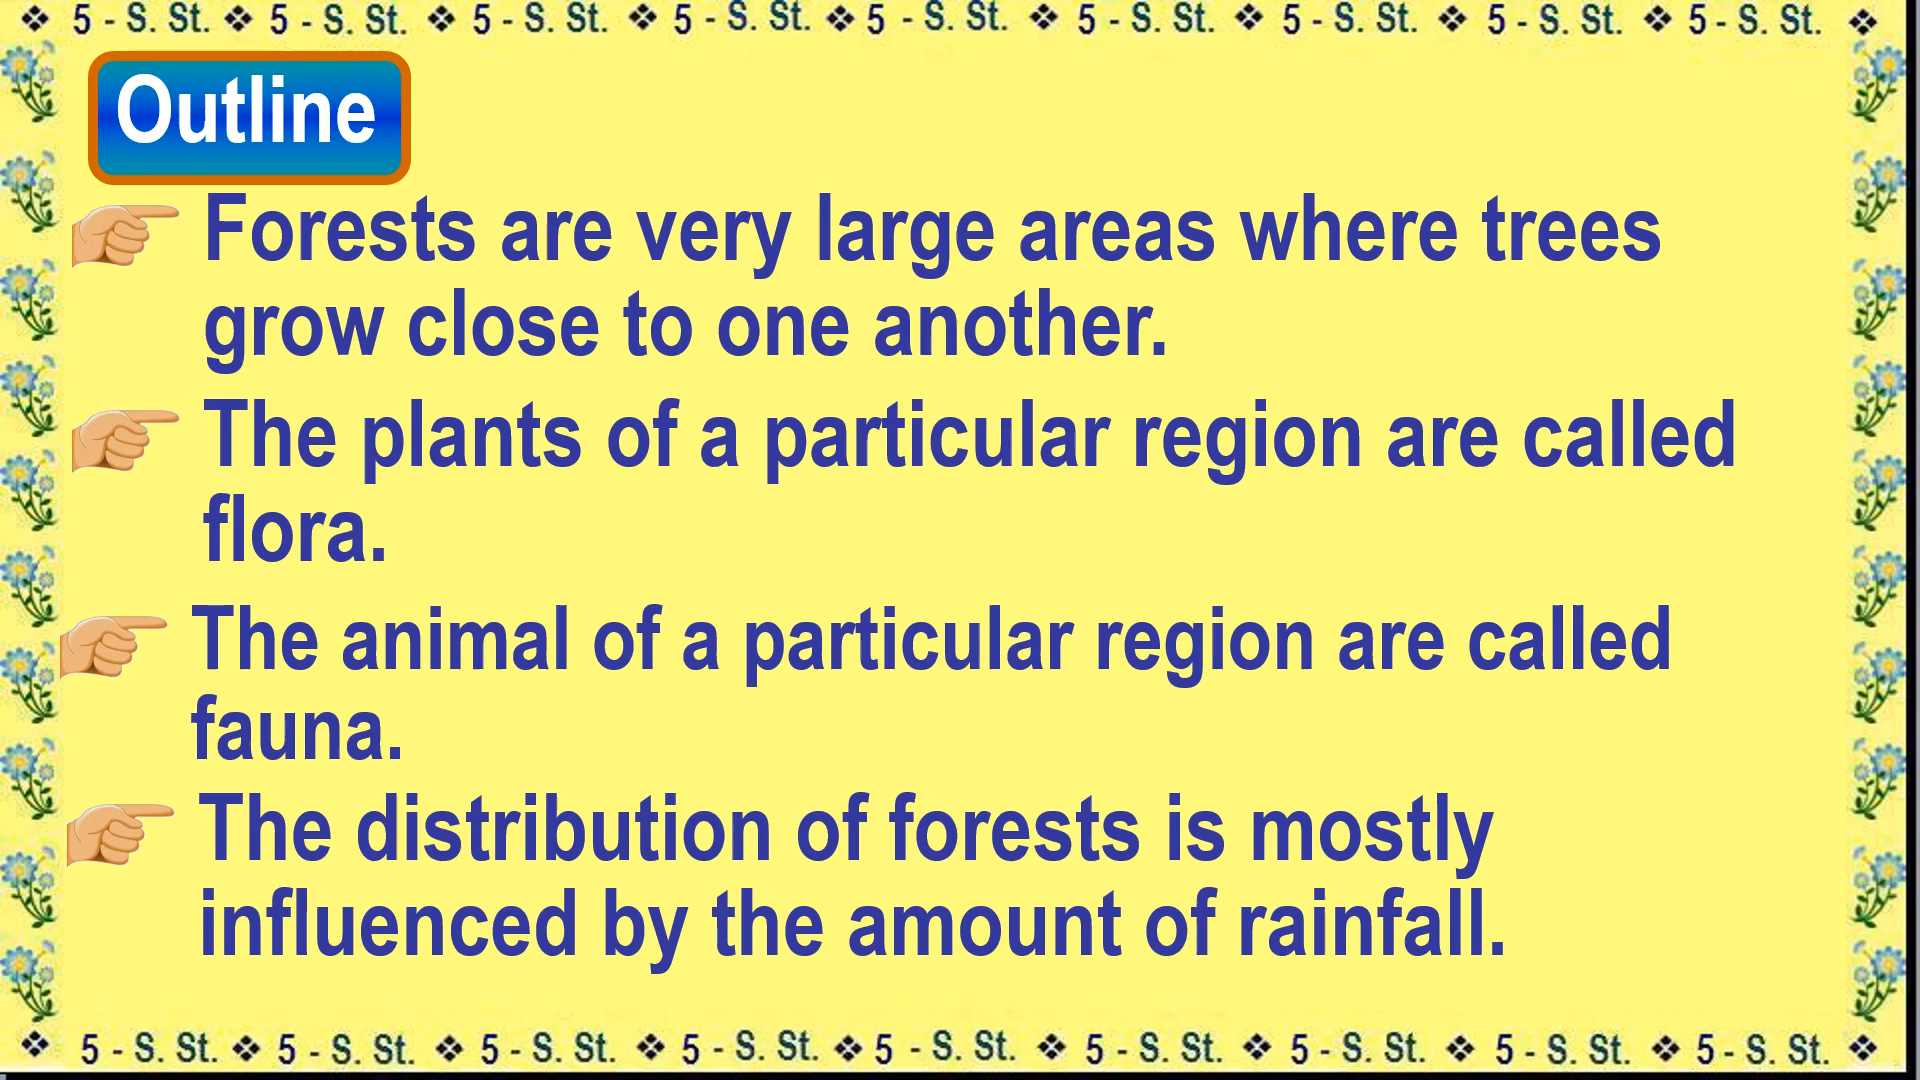 ❖ 5 - S. St. ❖ 5 - S. St. ❖ 5 - S. St. ❖ 5 - S. St. ❖ 5 - S. St. ❖ 5 - S. St. ❖ 5 - S. St. ❖ 5 - S. St. ❖ 5 - S. St. ❖
Outline
Forests are very large areas where trees
grow close to one another.
The plants of a particular region are called
flora.
The animal of a particular region are called
fauna.
The distribution of forests is mostly
influenced by the amount of rainfall.
❖ 5 - S. St. ❖ 5 - S. St. ❖ 5 - S. St. ❖ 5 - S. St. ❖ 5 - S. St. ❖ 5 - S. St. ❖ 5 - S. St. ❖ 5 - S. St. ❖ 5 - S. St. ❖